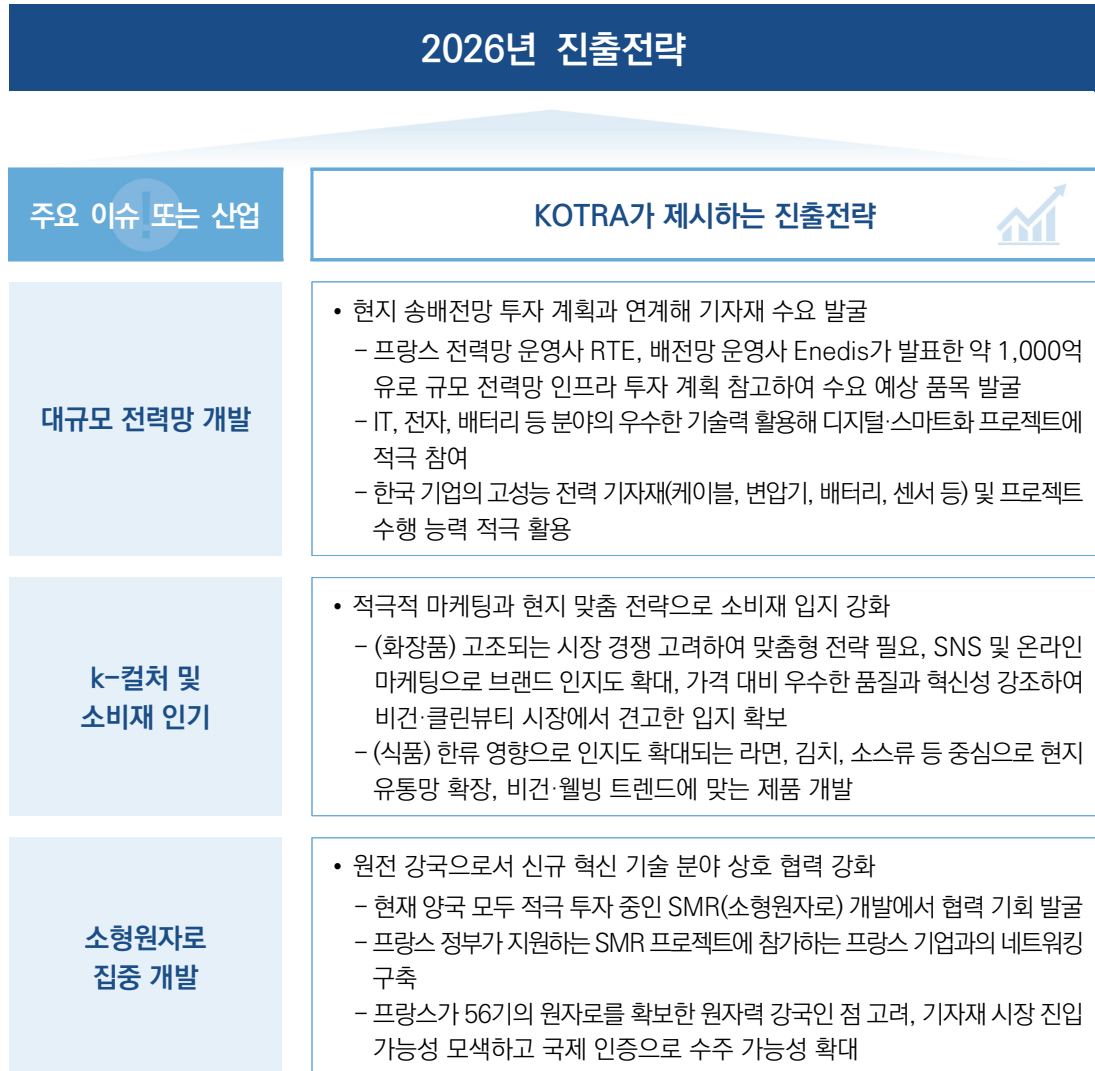 2026년 진출전략
주요 이슈 또는 산업
KOTRA가 제시하는 진출전략
대규모 전력망 개발
• 현지 송배전망 투자 계획과 연계해 기자재 수요 발굴
– 프랑스 전력망 운영사 RTE, 배전망 운영사 Enedis가 발표한 약 1,000억
유로 규모 전력망 인프라 투자 계획 참고하여 수요 예상 품목 발굴
– IT, 전자, 배터리 등 분야의 우수한 기술력 활용해 디지털·스마트화 프로젝트에
적극 참여
– 한국 기업의 고성능 전력 기자재(케이블, 변압기, 배터리, 센서 등) 및 프로젝트
수행 능력 적극 활용
k-컬처 및
소비재 인기
• 적극적 마케팅과 현지 맞춤 전략으로 소비재 입지 강화
– (화장품) 고조되는 시장 경쟁 고려하여 맞춤형 전략 필요, SNS 및 온라인
마케팅으로 브랜드 인지도 확대, 가격 대비 우수한 품질과 혁신성 강조하여
비건·클린뷰티 시장에서 견고한 입지 확보
– (식품) 한류 영향으로 인지도 확대되는 라면, 김치, 소스류 등 중심으로 현지
유통망 확장, 비건·웰빙 트렌드에 맞는 제품 개발
소형원자로
집중 개발
• 원전 강국으로서 신규 혁신 기술 분야 상호 협력 강화
– 현재 양국 모두 적극 투자 중인 SMR(소형원자로) 개발에서 협력 기회 발굴
– 프랑스 정부가 지원하는 SMR 프로젝트에 참가하는 프랑스 기업과의 네트워킹
구축
– 프랑스가 56기의 원자로를 확보한 원자력 강국인 점 고려, 기자재 시장 진입
가능성 모색하고 국제 인증으로 수주 가능성 확대